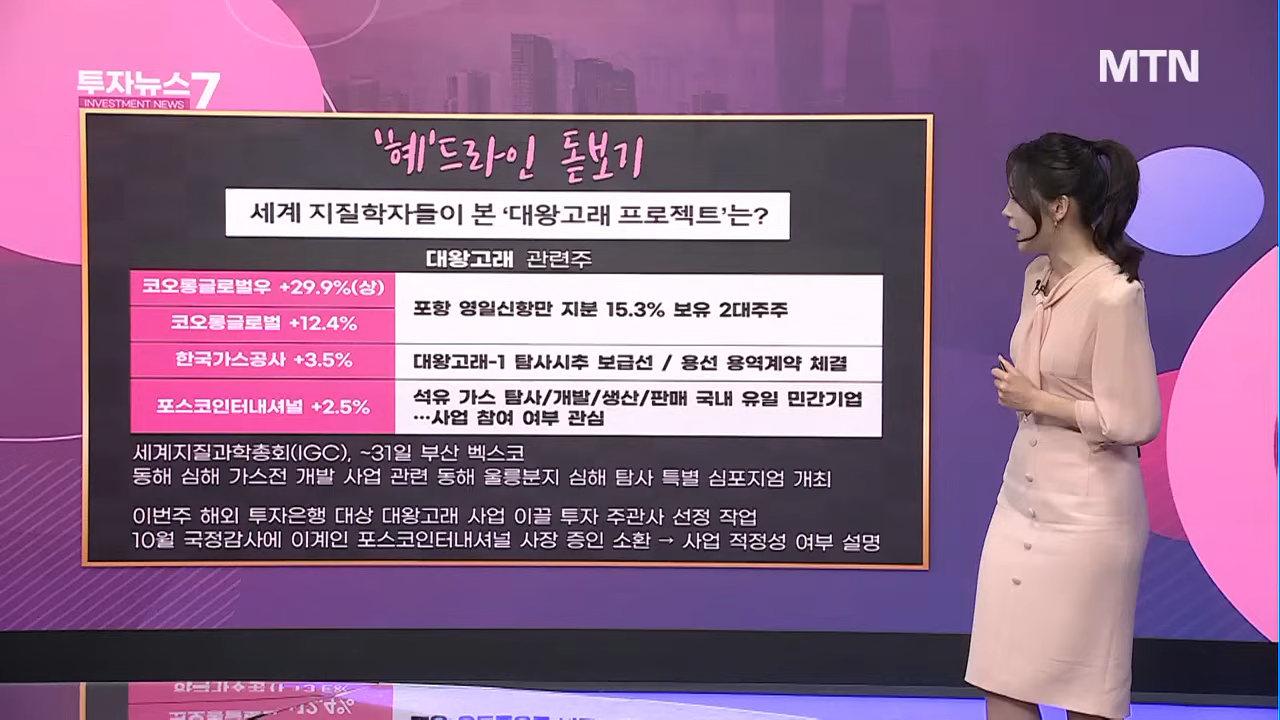 투자뉴스7
INVESTMENT NEWS
MTN
"혜"드라인 돋보기
세계 지질학자들이 본 ‘대왕고래 프로젝트’는?
대왕고래 관련주
코오롱글로벌우 +29.9%(상)
코오롱글로벌 +12.4%
포항 영일신항만 지분 15.3% 보유 2대주주
한국가스공사 +3.5%
대왕고래-1 탐사시추 보급선 / 용선 용역계약 체결
포스코인터내셔널 +2.5%
석유 가스 탐사/개발/생산/판매 국내 유일 민간기업
…사업 참여 여부 관심
세계지질과학총회(IGC), ~31일 부산 벡스코
동해 심해 가스전 개발 사업 관련 동해 울릉분지 심해 탐사 특별 심포지엄 개최
이번주 해외 투자은행 대상 대왕고래 사업 이끌 투자 주관사 선정 작업
10월 국정감사에 이계인 포스코인터내셔널 사장 증인 소환 → 사업 적정성 여부 설명